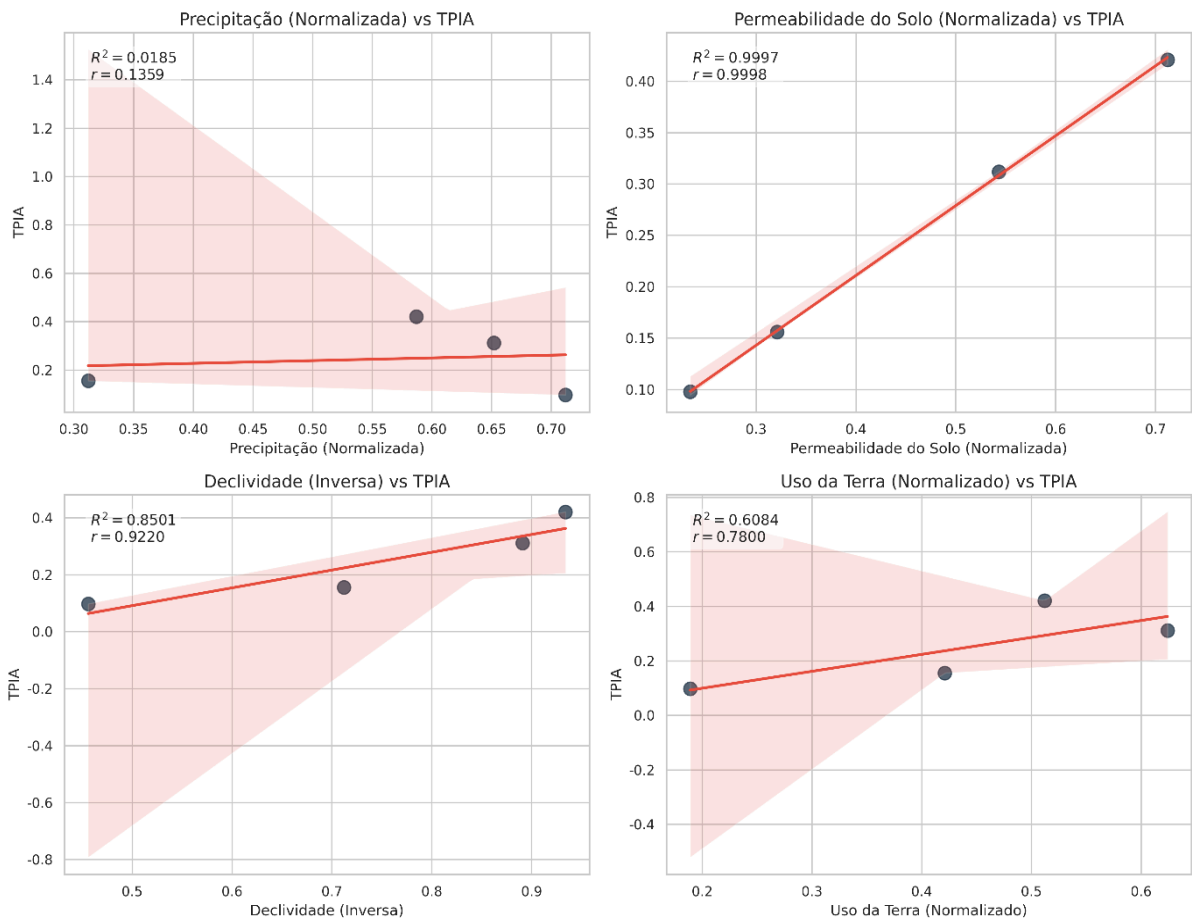 Precipitação (Normalizada) vs TPIA
R² = 0.0185
r = 0.1359
TPIA
1.4
1.2
1.0
0.8
0.6
0.4
0.2
0.30 0.35 0.40 0.45 0.50 0.55 0.60 0.65 0.70
Precipitação (Normalizada)
Permeabilidade do Solo (Normalizada) vs TPIA
R² = 0.9997
r = 0.9998
TPIA
0.40
0.35
0.30
0.25
0.20
0.15
0.10
0.3 0.4 0.5 0.6 0.7
Permeabilidade do Solo (Normalizada)
Declividade (Inversa) vs TPIA
R² = 0.8501
r = 0.9220
TPIA
0.4
0.2
0.0
-0.2
-0.4
-0.6
-0.8
0.5 0.6 0.7 0.8 0.9
Declividade (Inversa)
Uso da Terra (Normalizado) vs TPIA
R² = 0.6084
r = 0.7800
TPIA
0.8
0.6
0.4
0.2
0.0
-0.2
-0.4
0.2 0.3 0.4 0.5 0.6
Uso da Terra (Normalizado)